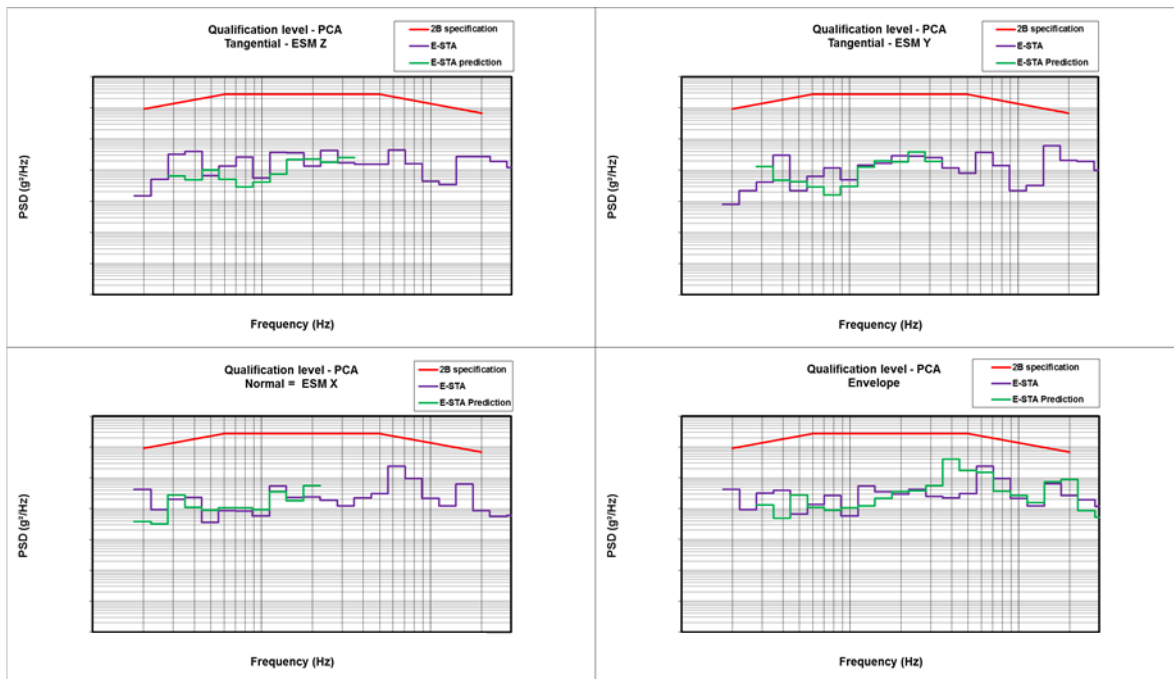 Qualification level - PCA
Tangential - ESM Z
2B specification
E-STA
E-STA prediction
PSD (g²/Hz)
Frequency (Hz)
Qualification level - PCA
Tangential - ESM Y
2B specification
E-STA
E-STA Prediction
PSD (g²/Hz)
Frequency (Hz)
Qualification level - PCA
Normal = ESM X
2B specification
E-STA
E-STA Prediction
PSD (g²/Hz)
Frequency (Hz)
Qualification level - PCA
Envelope
2B specification
E-STA
E-STA Prediction
PSD (g²/Hz)
Frequency (Hz)